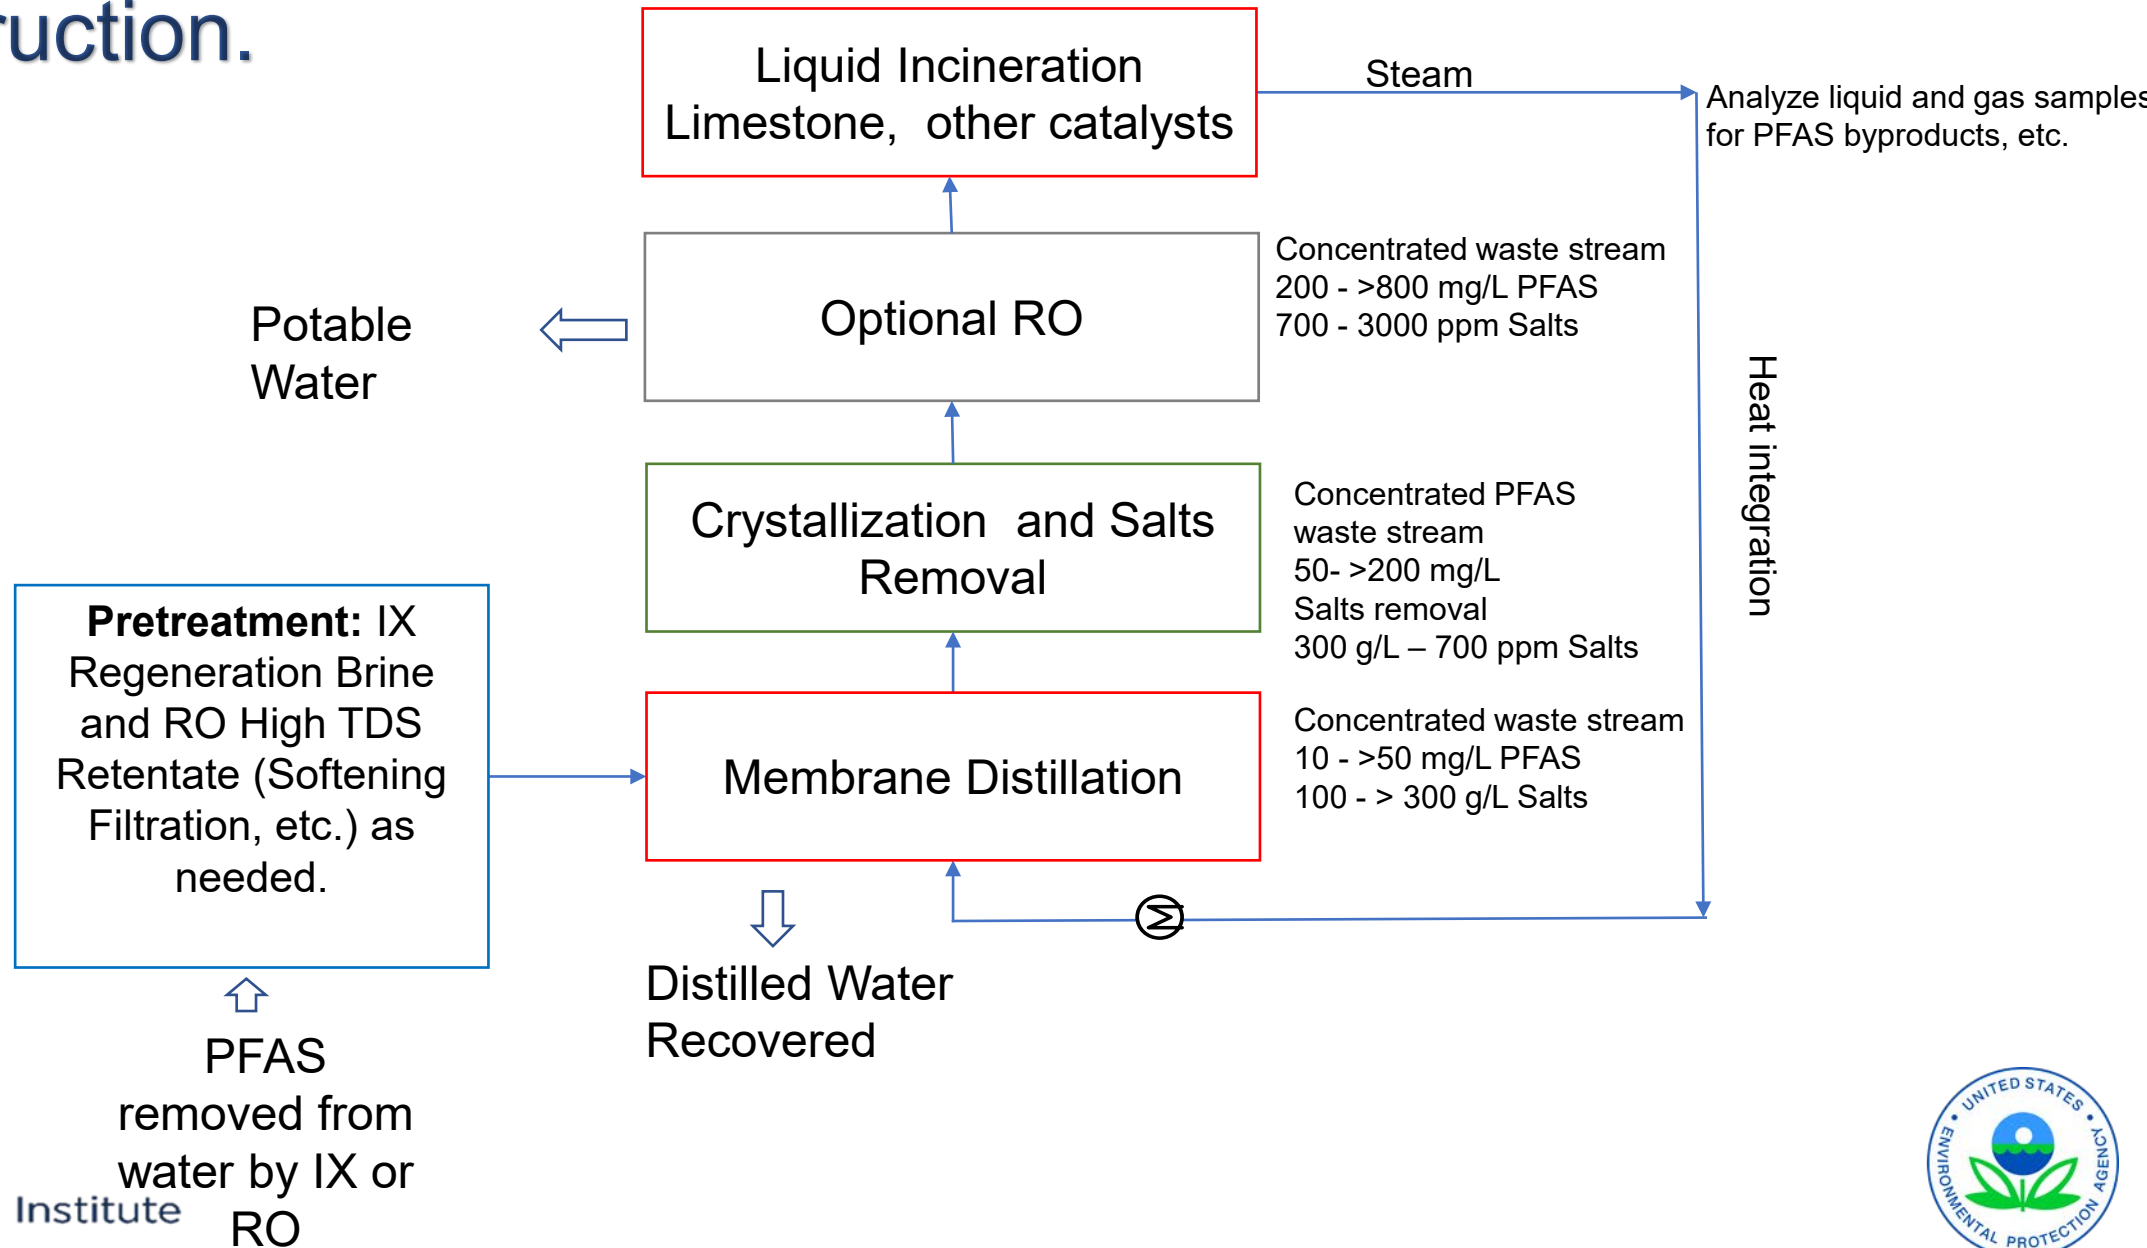 ruction.
Liquid Incineration
Limestone, other catalysts
Steam
Analyze liquid and gas samples
for PFAS byproducts, etc.
Optional RO
Concentrated waste stream
200 - >800 mg/L PFAS
700 - 3000 ppm Salts
Potable
Water
Heat integration
Crystallization and Salts
Removal
Concentrated PFAS
waste stream
50- >200 mg/L
Salts removal
300 g/L – 700 ppm Salts
Pretreatment: IX
Regeneration Brine
and RO High TDS
Retentate (Softening
Filtration, etc.) as
needed.
Membrane Distillation
Concentrated waste stream
10 - >50 mg/L PFAS
100 - > 300 g/L Salts
M
Distilled Water
Recovered
PFAS
removed from
water by IX or
RO
Institute
UNITED STATES
ENVIRONMENTAL PROTECTION AGENCY